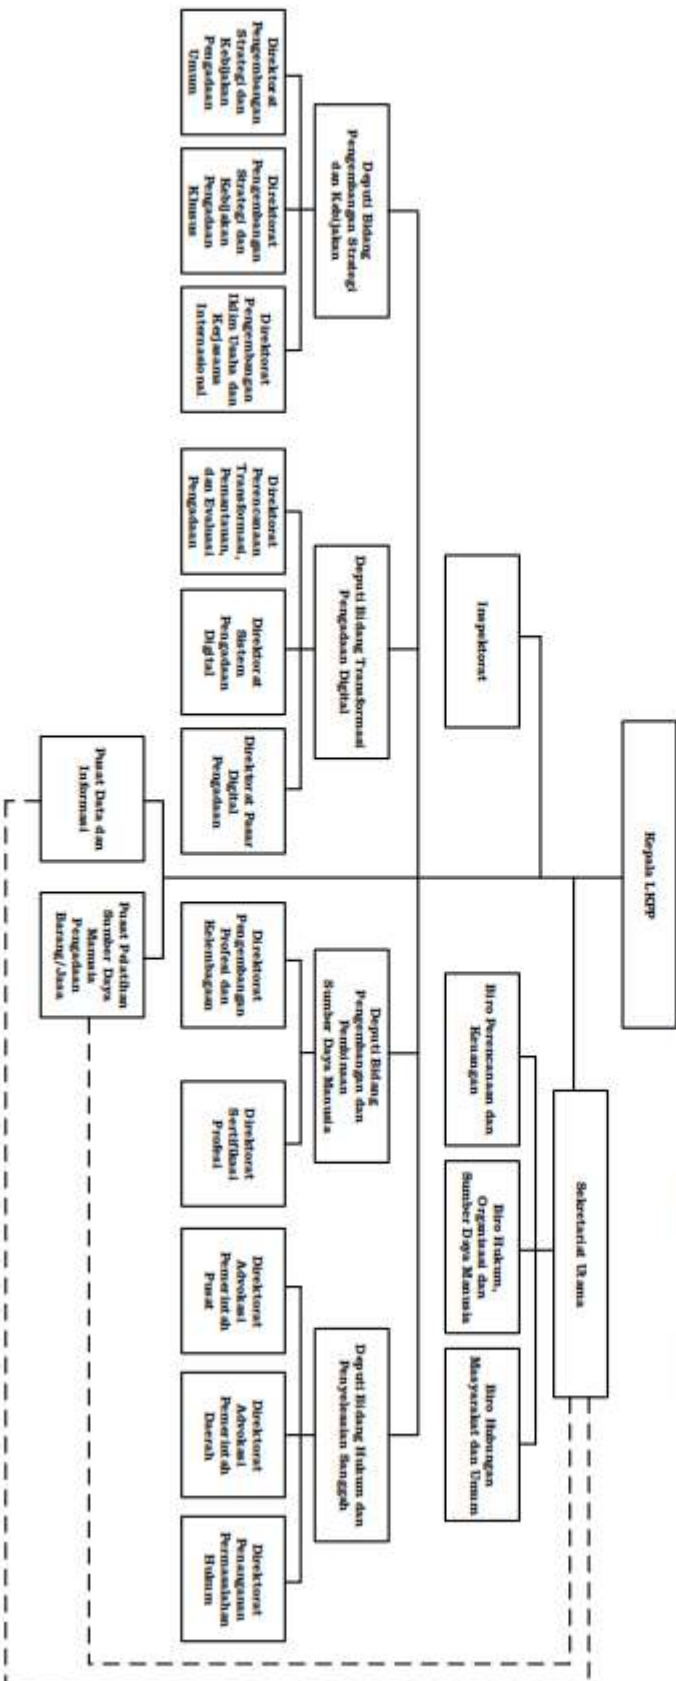 Kepala LKPP
Inspektorat
Sekretariat Utama
Biro Perencanaan dan
Keuangan
Biro Hukum,
Organisasi dan
Sumber Daya Manusia
Biro Hubungan
Masyarakat dan Umum
Deputi Bidang
Pengembangan Strategi
dan Kebijakan
Deputi Bidang Transformasi
Pengadaan Digital
Deputi Bidang
Pengembangan dan
Pembinaan
Sumber Daya Manusia
Deputi Bidang Hukum dan
Penyelesaian Sanggah
Direktorat
Pengembangan
Strategi dan
Kebijakan
Pengadaan
Umum
Direktorat
Pengembangan
Strategi dan
Kebijakan
Pengadaan
Khusus
Direktorat
Pengembangan
Iklim Usaha dan
Kerjasama
Internasional
Direktorat
Perencanaan
Transformasi,
Pemantauan,
dan Evaluasi
Pengadaan
Direktorat
Sistem
Pengadaan
Digital
Direktorat Pasar
Digital
Pengadaan
Direktorat
Pengembangan
Profesi dan
Kelembagaan
Direktorat
Sertifikasi
Profesi
Direktorat
Advokasi
Pemerintah
Pusat
Direktorat
Advokasi
Pemerintah
Daerah
Direktorat
Penanganan
Permasalahan
Hukum
Pusat Data dan
Informasi
Pusat Pelatihan
Sumber Daya
Manusia
Pengadaan
Barang/Jasa